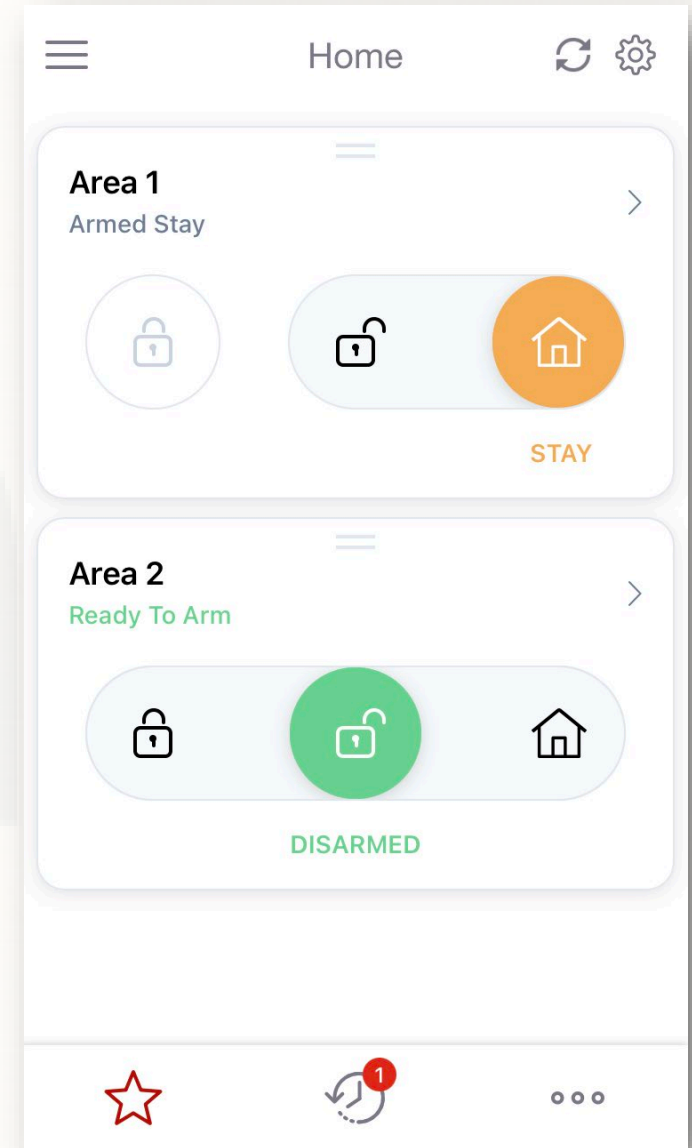 Home
Area 1
Armed Stay
STAY
Area 2
Ready To Arm
DISARMED
1